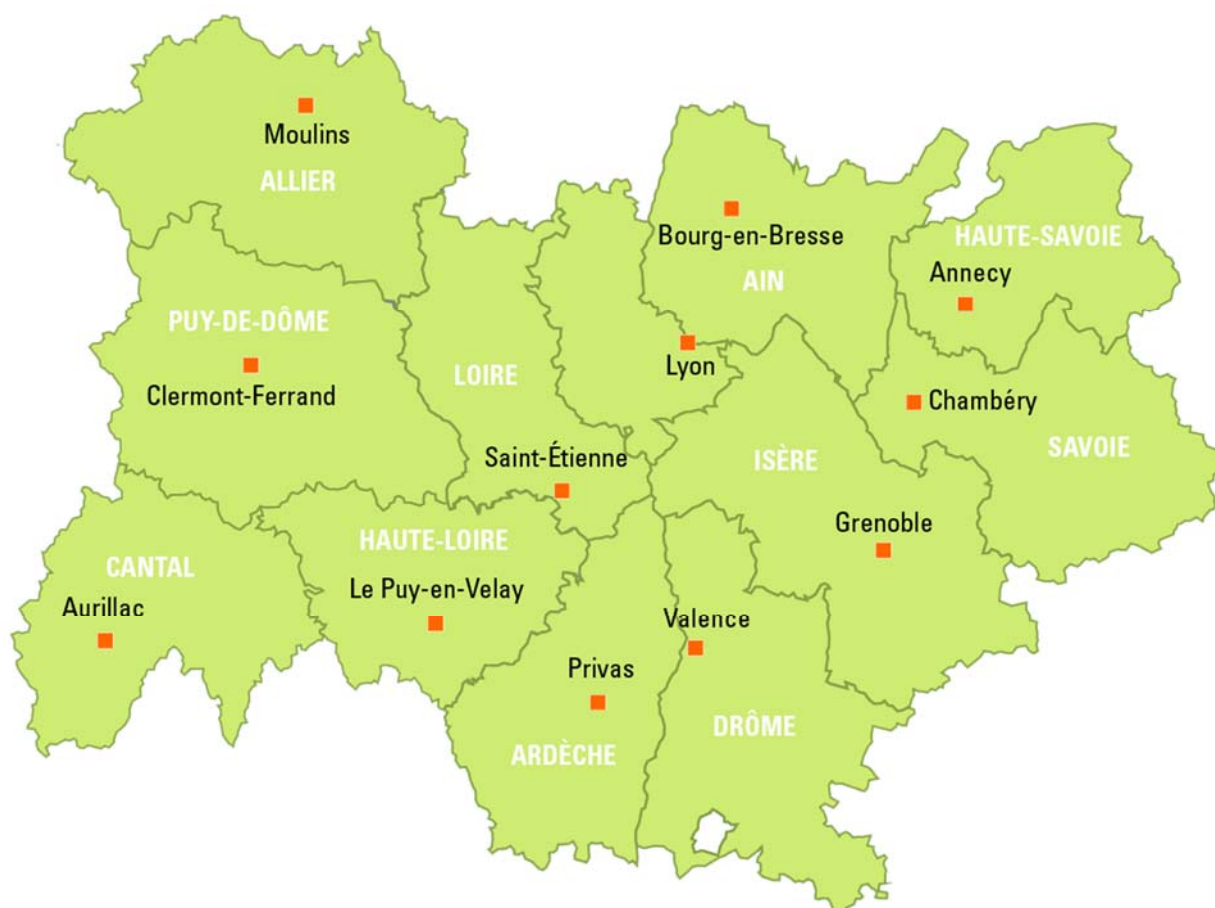 Moulins
ALLIER
Bourg-en-Bresse
AIN
HAUTE-SAVOIE
Annecy
PUY-DE-DÔME
Clermont-Ferrand
LOIRE
Lyon
Chambéry
SAVOIE
Saint-Étienne
ISÈRE
Grenoble
HAUTE-LOIRE
Le Puy-en-Velay
CANTAL
Aurillac
Valence
Privas
DRÔME
ARDÈCHE